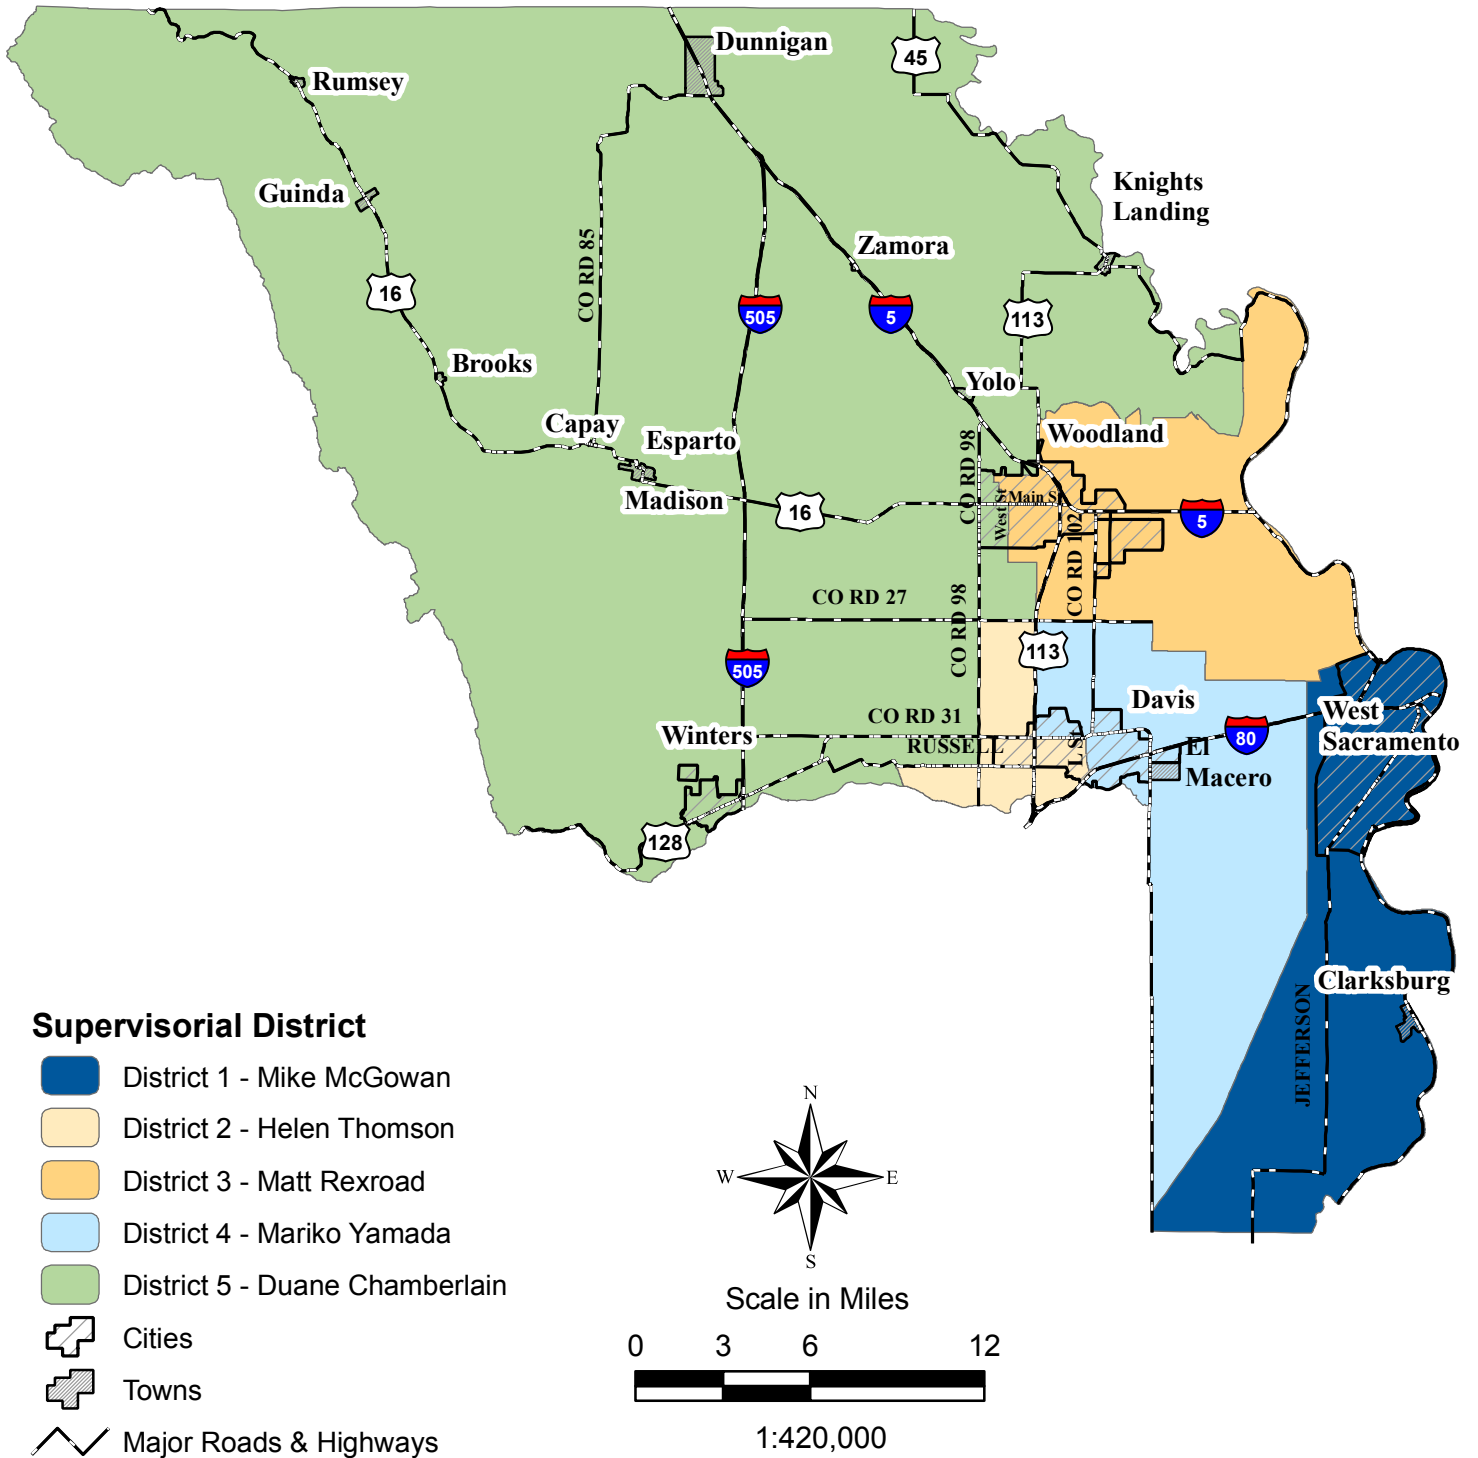 Dunnigan
45
Rumsey
Knights
Landing
Guinda
CO RD 85
Zamora
16
505
5
113
Brooks
Yolo
Capay
Esparto
Woodland
CO RD 98
Madison
West St
Main St
16
CO RD 102
5
CO RD 27
CO RD 98
113
505
Davis
CO RD 31
West
Sacramento
Winters
RUSSELL
L St
80
El
Macero
128
Clarksburg
JEFFERSON
Supervisorial District
District 1 - Mike McGowan
District 2 - Helen Thomson
District 3 - Matt Rexroad
District 4 - Mariko Yamada
District 5 - Duane Chamberlain
Cities
Towns
Major Roads & Highways
N
W
E
S
Scale in Miles
0 3 6 12
1:420,000